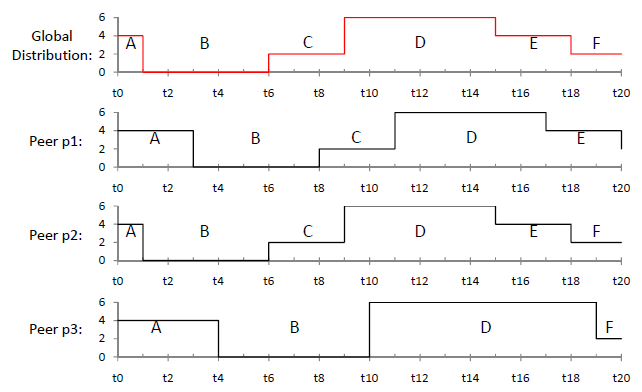 Global
Distribution:
6
4
2
0
A B C D E F
t0 t2 t4 t6 t8 t10 t12 t14 t16 t18 t20
Peer p1:
6
4
2
0
A B C D E
t0 t2 t4 t6 t8 t10 t12 t14 t16 t18 t20
Peer p2:
6
4
2
0
A B C D E F
t0 t2 t4 t6 t8 t10 t12 t14 t16 t18 t20
Peer p3:
6
4
2
0
A B D F
t0 t2 t4 t6 t8 t10 t12 t14 t16 t18 t20